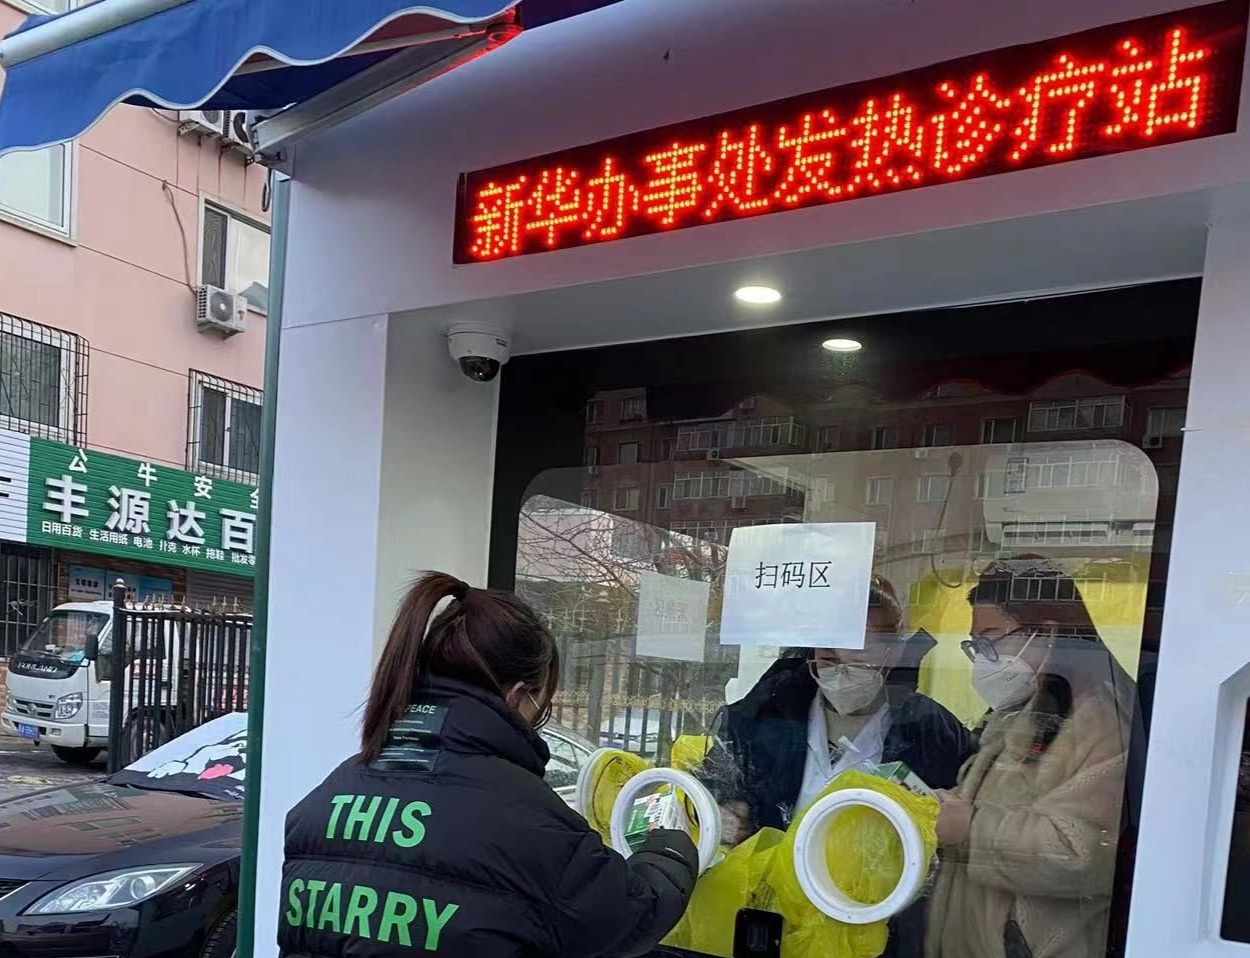 新华办事处发热诊疗站
公牛安全
丰源达百
日用百货 生活用纸 电池 扑克 水杯 拖鞋 批发零
扫码区
PEACE
THIS
STARRY